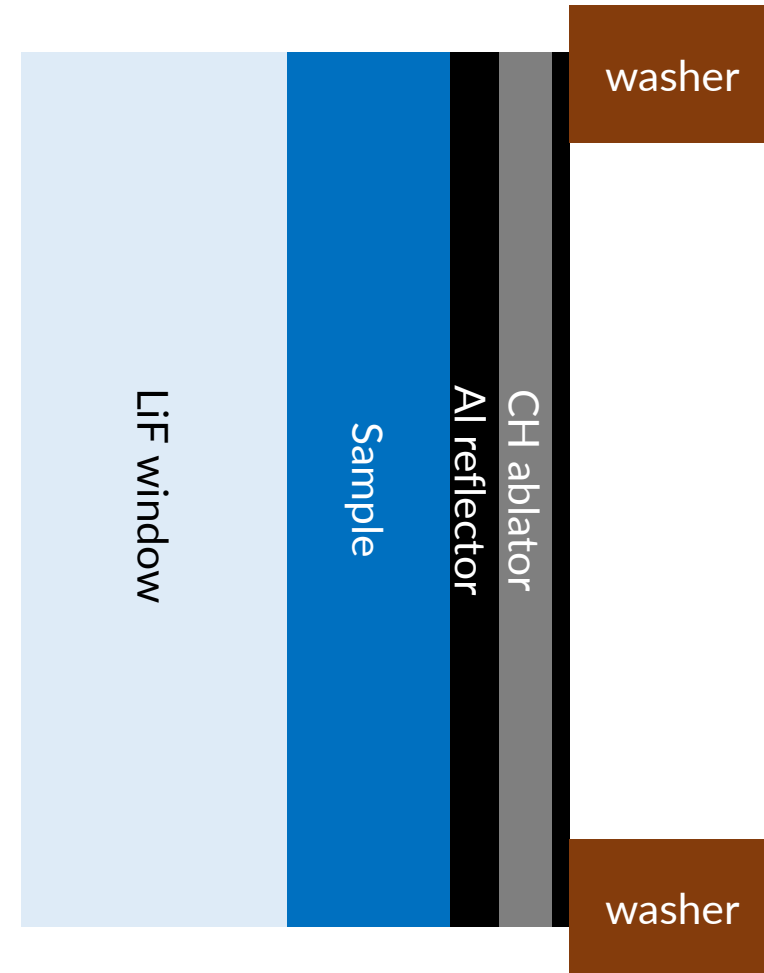 washer
LiF window
Sample
Al reflector
CH ablator
washer